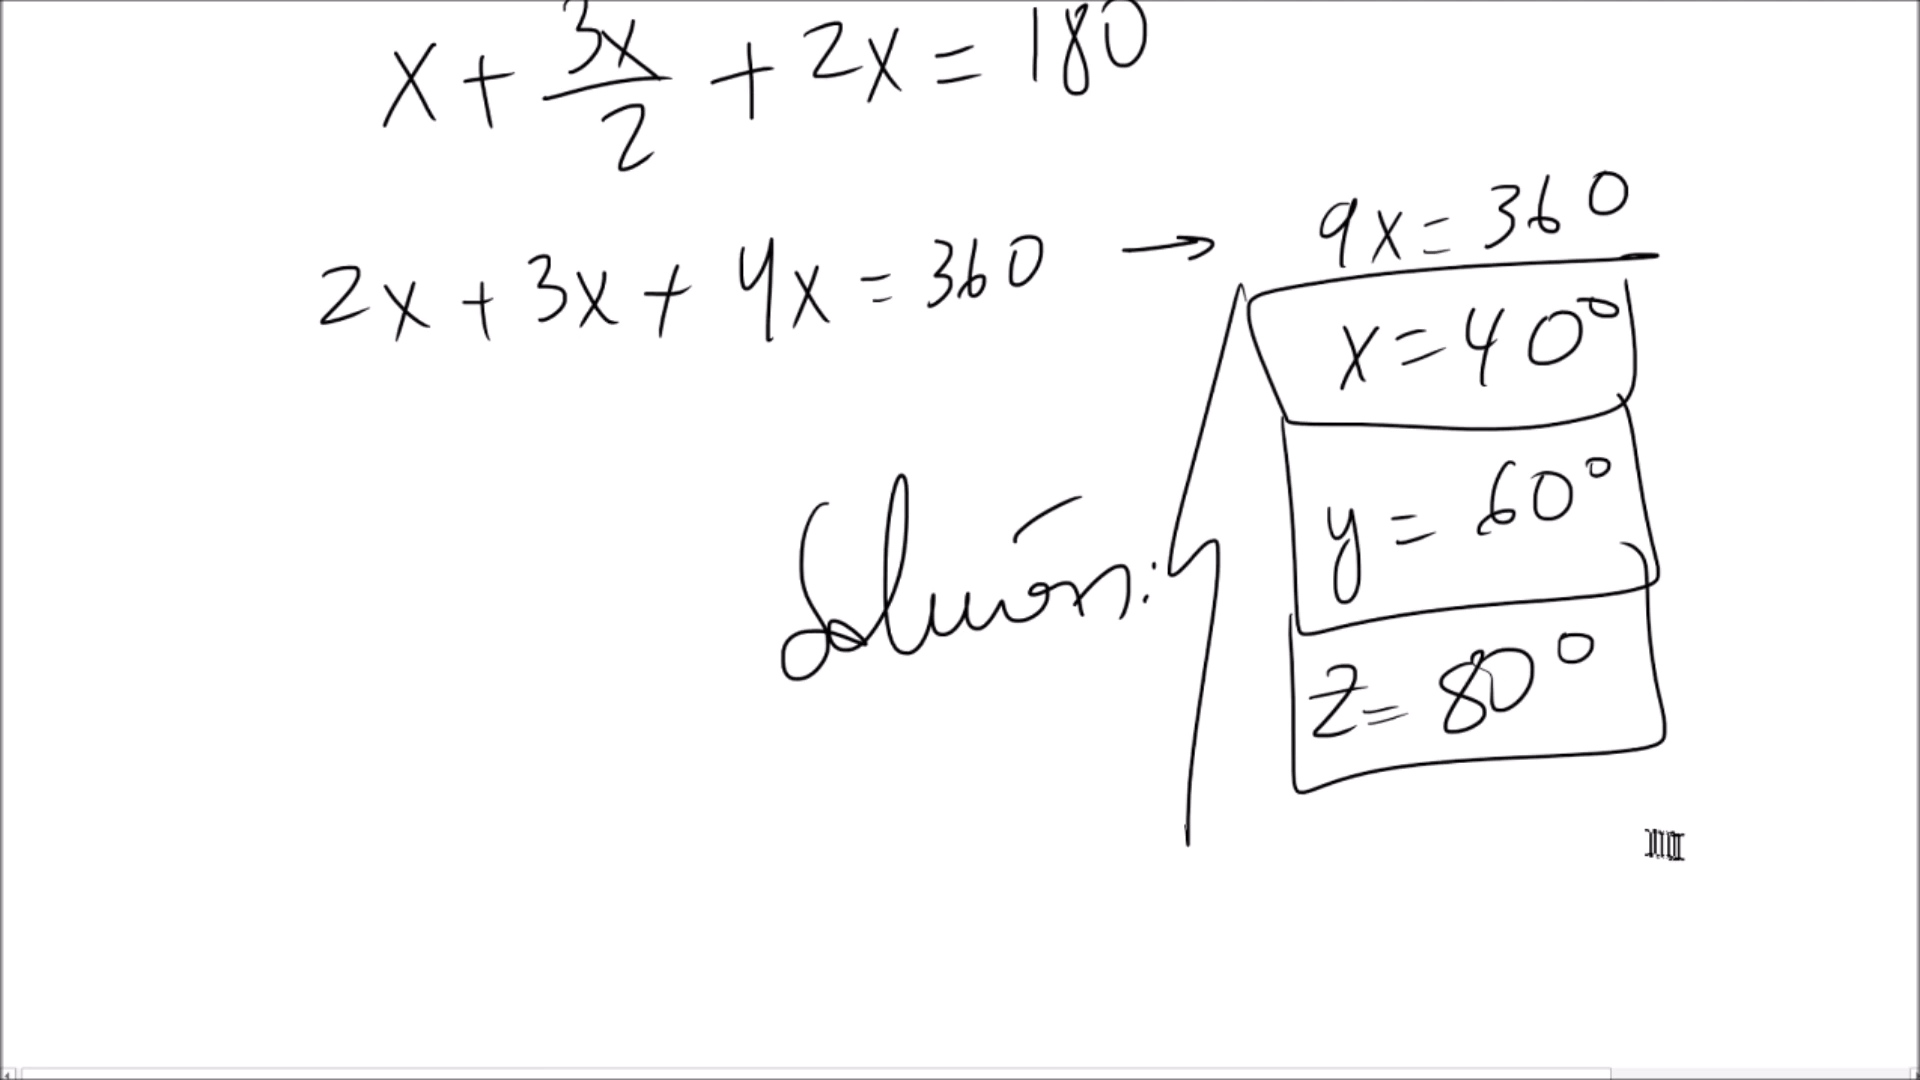 x + 3x/2 + 2x = 180
2x + 3x + 4x = 360 → 9x = 360
x = 40°
Solución:
y = 60°
z = 80°